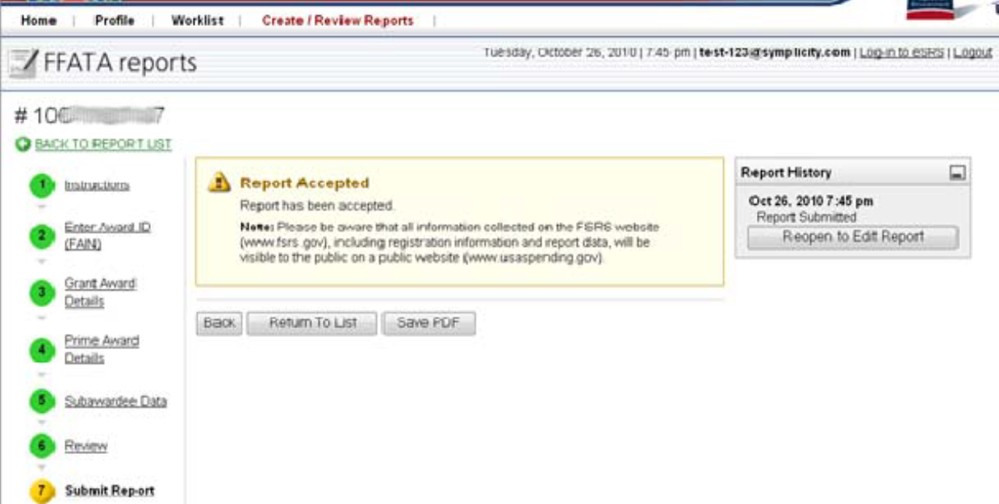 Home | Profile | Worklist | Create / Review Reports |
FFATA reports
Tuesday, October 26, 2010 | 7:45 pm | test-123@symplicity.com | Log-in to eSRS | Logout
# 10 7
BACK TO REPORT LIST
1 Instructions
2 Enter Award ID
(FAIN)
3 Grant Award
Details
4 Prime Award
Details
5 Subawardee Data
6 Review
7 Submit Report
Report Accepted
Report has been accepted.
Note: Please be aware that all information collected on the FSRS website
(www.fsrs.gov), including registration information and report data, will be
visible to the public on a public website (www.usaspending.gov).
Back
Return To List
Save PDF
Report History
Oct 26, 2010 7:45 pm
Report Submitted
Reopen to Edit Report